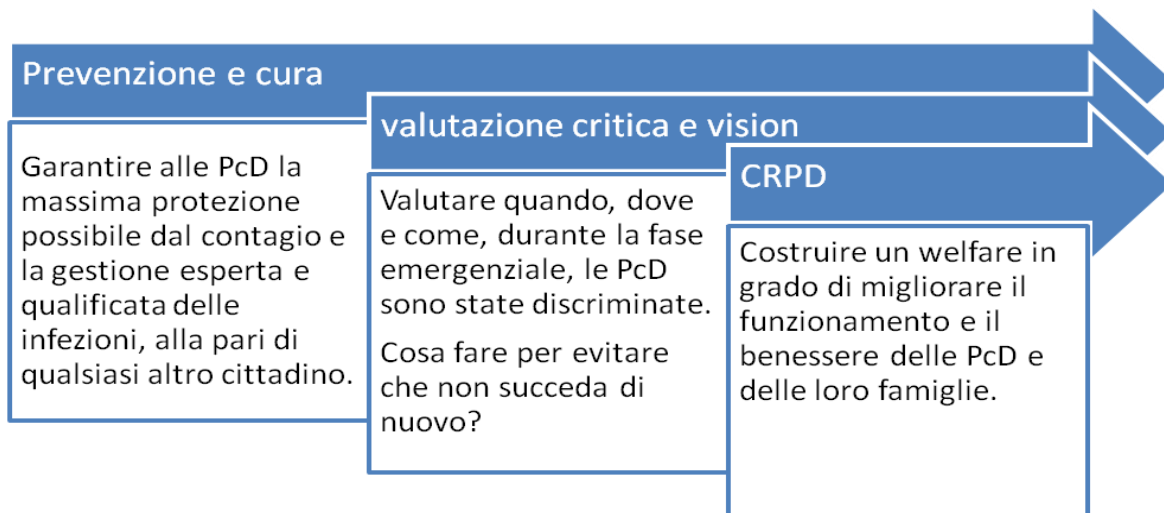 Prevenzione e cura
Garantire alle PcD la
massima protezione
possibile dal contagio e
la gestione esperta e
qualificata delle
infezioni, alla pari di
qualsiasi altro cittadino.
valutazione critica e vision
Valutare quando, dove
e come, durante la fase
emergenziale, le PcD
sono state discriminate.
Cosa fare per evitare
che non succeda di
nuovo?
CRPD
Costruire un welfare in
grado di migliorare il
funzionamento e il
benessere delle PcD e
delle loro famiglie.